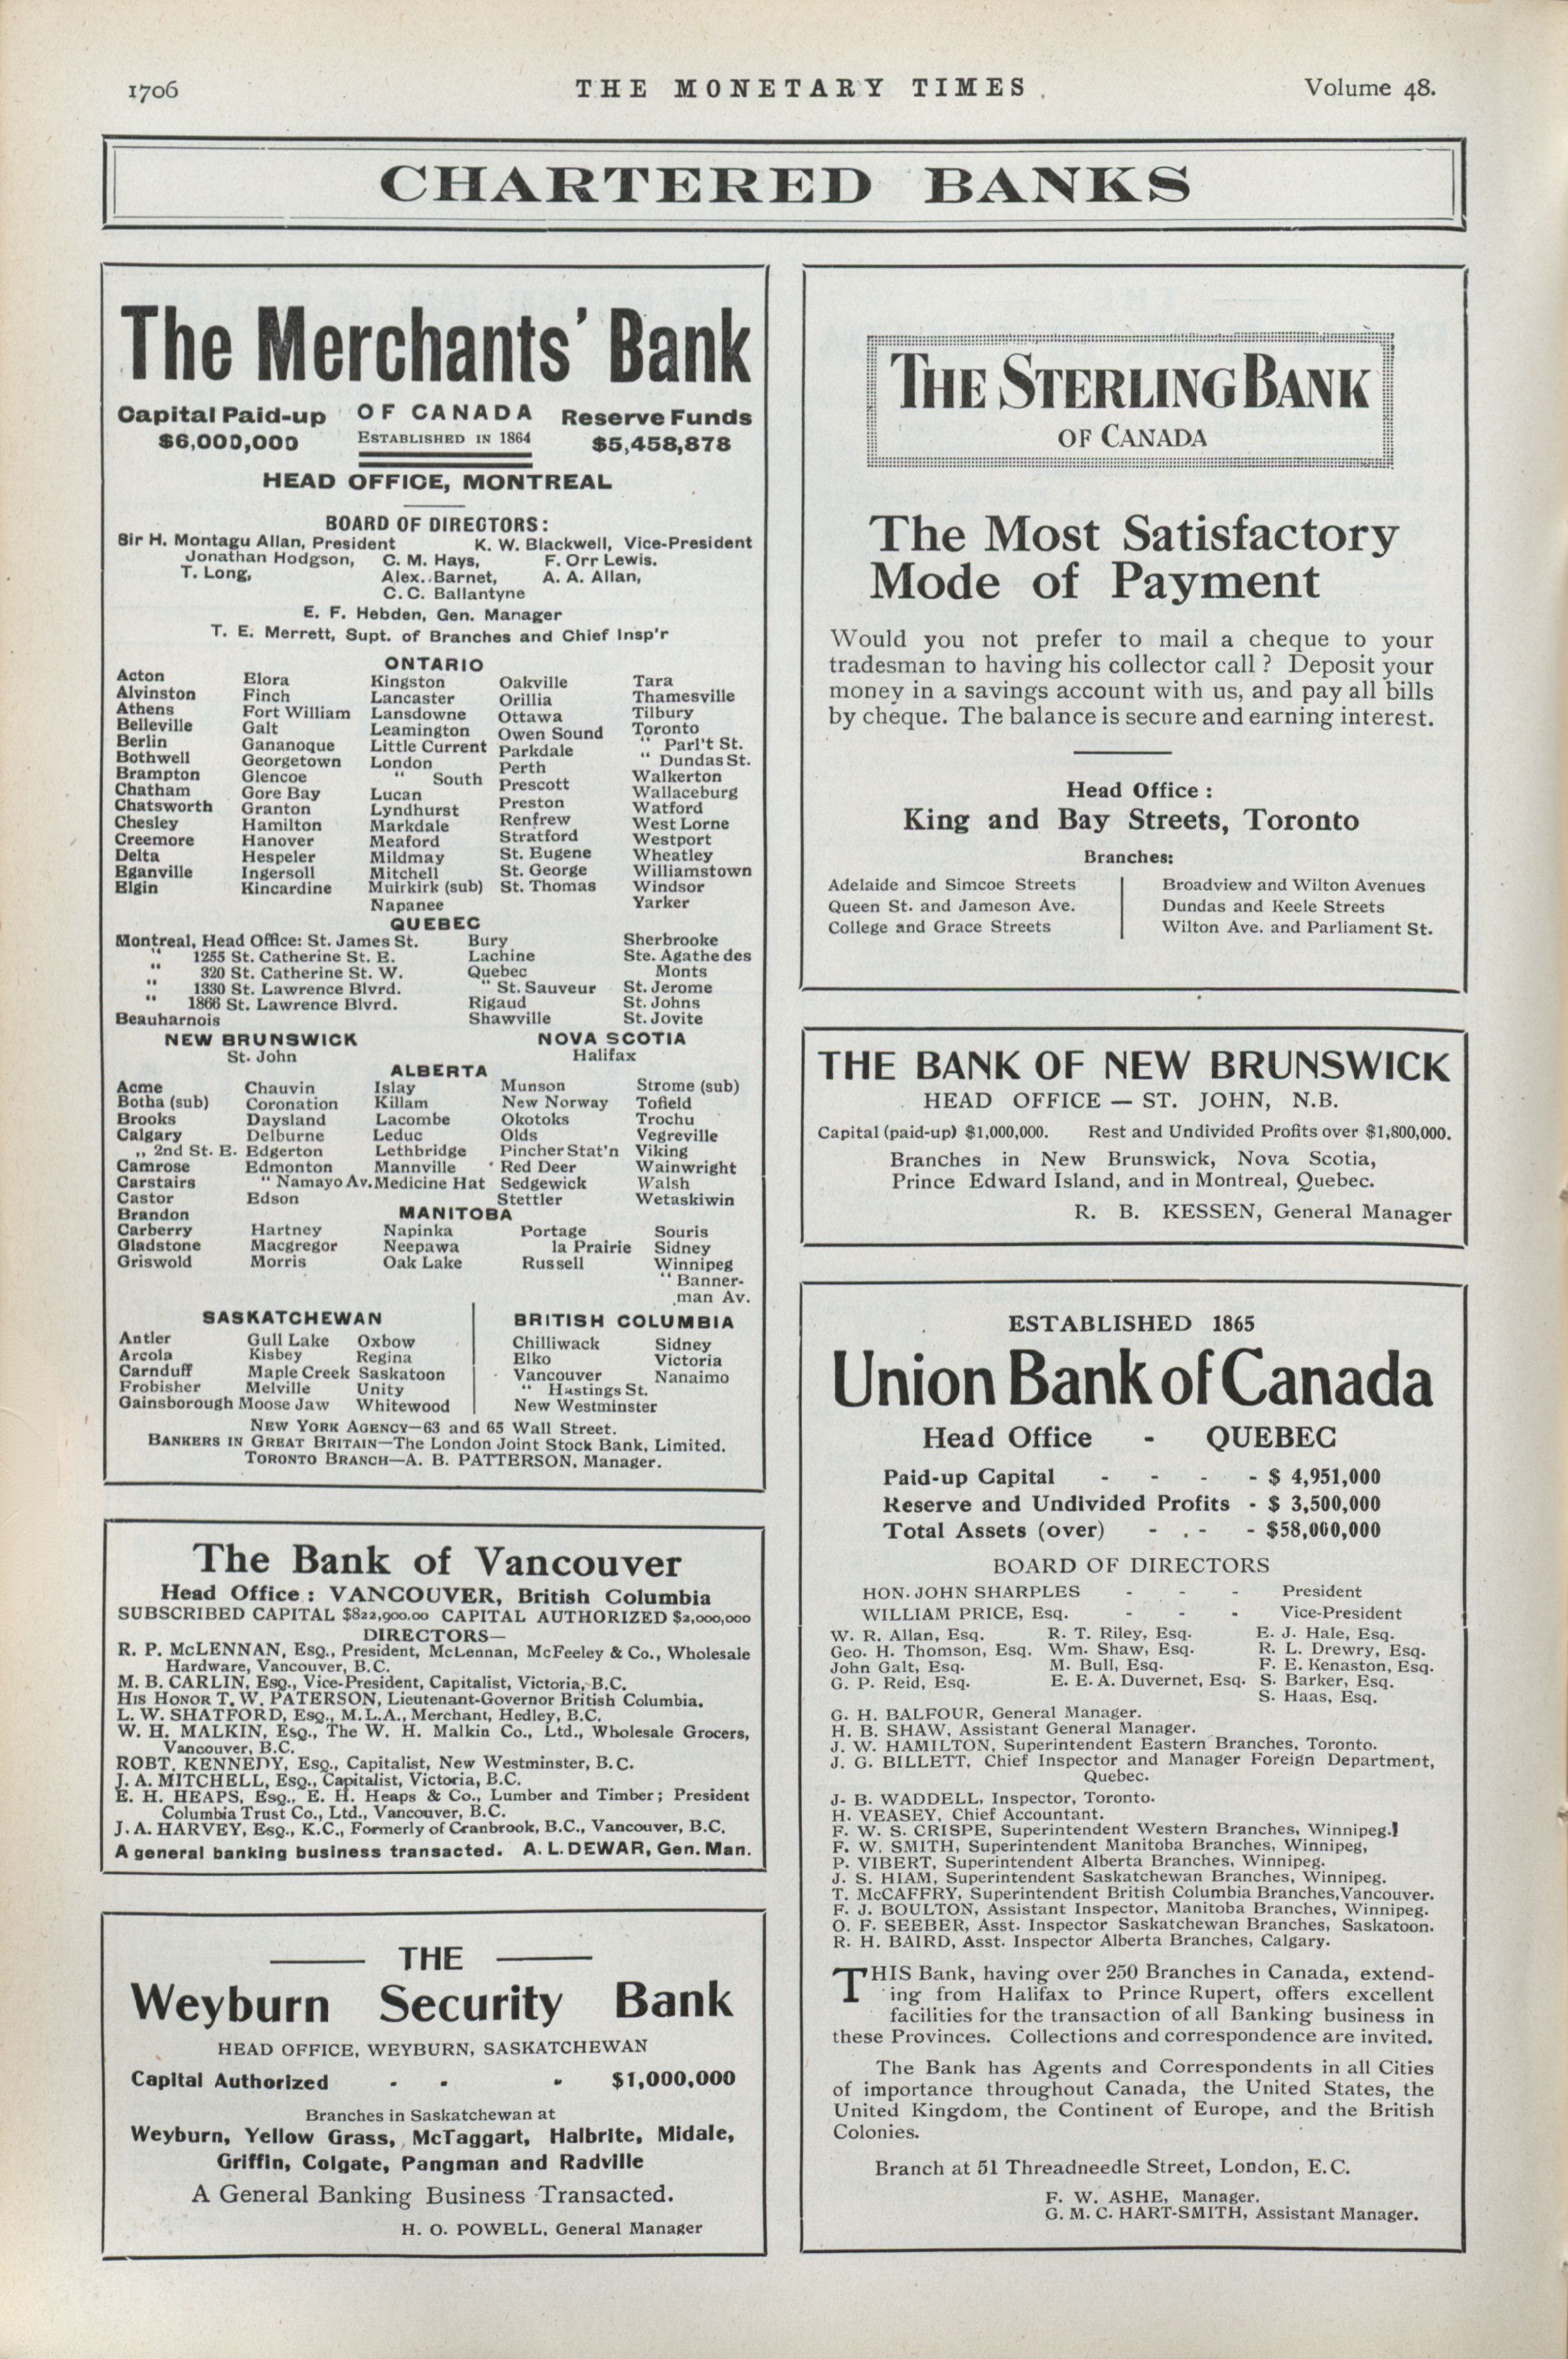 1706
THE MONETARY TIMES
Volume 48.
CHARTERED BANKS
The Merchants' Bank
Capital Paid-up OF CANADA Reserve Funds
$6,000,000 ESTABLISHED IN 1864 $5,458,878
HEAD OFFICE, MONTREAL
BOARD OF DIRECTORS:
Sir H. Montagu Allan, President K. W. Blackwell, Vice-President
Jonathan Hodgson, C. M. Hays, F. Orr Lewis.
T. Long, Alex. Barnet, A. A. Allan,
C. C. Ballantyne
E. F. Hebden, Gen. Manager
T. E. Merrett, Supt. of Branches and Chief Insp'r
ONTARIO
Acton Elora Kingston Oakville Tara
Alvinston Finch Lancaster Orillia Thamesville
Athens Fort William Lansdowne Ottawa Tilbury
Belleville Galt Leamington Owen Sound Toronto
Berlin Gananoque Little Current Parkdale " Parl't St.
Bothwell Georgetown London Perth " Dundas St.
Brampton Glencoe " South Prescott Walkerton
Chatham Gore Bay Lucan Preston Wallaceburg
Chatsworth Granton Lyndhurst Renfrew Watford
Chesley Hamilton Markdale Stratford West Lorne
Creemore Hanover Meaford St. Eugene Westport
Delta Hespeler Mildmay St. George Wheatley
Eganville Ingersoll Mitchell St. Thomas Williamstown
Elgin Kincardine Muirkirk (sub) Windsor
Napanee Yarker
QUEBEC
Montreal, Head Office: St. James St. Bury Sherbrooke
" 1255 St. Catherine St. E. Lachine Ste. Agathe des
" 320 St. Catherine St. W. Quebec Monts
" 1330 St. Lawrence Blvrd. " St. Sauveur St. Jerome
" 1866 St. Lawrence Blvrd. Rigaud St. Johns
Beauharnois Shawville St. Jovite
NEW BRUNSWICK NOVA SCOTIA
St. John Halifax
ALBERTA
Acme Chauvin Islay Munson Strome (sub)
Botha (sub) Coronation Killam New Norway Tofield
Brooks Daysland Lacombe Okotoks Trochu
Calgary Delburne Leduc Olds Vegreville
" 2nd St. E. Edgerton Lethbridge Pincher Stat'n Viking
Camrose Edmonton Mannville Red Deer Wainwright
Carstairs " Namayo Av. Medicine Hat Sedgewick Walsh
Castor Edson Stettler Wetaskiwin
MANITOBA
Brandon
Carberry Hartney Napinka Portage Souris
Gladstone Macgregor Neepawa la Prairie Sidney
Griswold Morris Oak Lake Russell Winnipeg
" Banner-
man Av.
SASKATCHEWAN
Antler Gull Lake Oxbow
Arcola Kisbey Regina
Carnduff Maple Creek Saskatoon
Frobisher Melville Unity
Gainsborough Moose Jaw Whitewood
BRITISH COLUMBIA
Chilliwack Sidney
Elko Victoria
Vancouver Nanaimo
" Hastings St.
New Westminster
NEW YORK AGENCY—63 and 65 Wall Street.
BANKERS IN GREAT BRITAIN—The London Joint Stock Bank, Limited.
TORONTO BRANCH—A. B. PATTERSON, Manager.
The Bank of Vancouver
Head Office: VANCOUVER, British Columbia
SUBSCRIBED CAPITAL $822,900.00 CAPITAL AUTHORIZED $2,000,000
DIRECTORS—
R. P. McLENNAN, Esq., President, McLennan, McFeeley & Co., Wholesale
Hardware, Vancouver, B.C.
M. B. CARLIN, Esq., Vice-President, Capitalist, Victoria, B.C.
HIS HONOR T. W. PATERSON, Lieutenant-Governor British Columbia.
L. W. SHATFORD, Esq., M.L.A., Merchant, Hedley, B.C.
W. H. MALKIN, Esq., The W. H. Malkin Co., Ltd., Wholesale Grocers,
Vancouver, B.C.
ROBT. KENNEDY, Esq., Capitalist, New Westminster, B.C.
J. A. MITCHELL, Esq., Capitalist, Victoria, B.C.
E. H. HEAPS, Esq., E. H. Heaps & Co., Lumber and Timber; President
Columbia Trust Co., Ltd., Vancouver, B.C.
J. A. HARVEY, Esq., K.C., Formerly of Cranbrook, B.C., Vancouver, B.C.
A general banking business transacted. A. L. DEWAR, Gen. Man.
THE
Weyburn Security Bank
HEAD OFFICE, WEYBURN, SASKATCHEWAN
Capital Authorized - - - $1,000,000
Branches in Saskatchewan at
Weyburn, Yellow Grass, McTaggart, Halbrite, Midale,
Griffin, Colgate, Pangman and Radville
A General Banking Business Transacted.
H. O. POWELL, General Manager
THE STERLING BANK
OF CANADA
The Most Satisfactory
Mode of Payment
Would you not prefer to mail a cheque to your
tradesman to having his collector call? Deposit your
money in a savings account with us, and pay all bills
by cheque. The balance is secure and earning interest.
Head Office:
King and Bay Streets, Toronto
Branches:
Adelaide and Simcoe Streets Broadview and Wilton Avenues
Queen St. and Jameson Ave. Dundas and Keele Streets
College and Grace Streets Wilton Ave. and Parliament St.
THE BANK OF NEW BRUNSWICK
HEAD OFFICE — ST. JOHN, N.B.
Capital (paid-up) $1,000,000. Rest and Undivided Profits over $1,800,000.
Branches in New Brunswick, Nova Scotia,
Prince Edward Island, and in Montreal, Quebec.
R. B. KESSEN, General Manager
ESTABLISHED 1865
Union Bank of Canada
Head Office - QUEBEC
Paid-up Capital - - - - $ 4,951,000
Reserve and Undivided Profits - $ 3,500,000
Total Assets (over) - - - $58,000,000
BOARD OF DIRECTORS
HON. JOHN SHARPLES - - - President
WILLIAM PRICE, Esq. - - - Vice-President
W. R. Allan, Esq. R. T. Riley, Esq. E. J. Hale, Esq.
Geo. H. Thomson, Esq. Wm. Shaw, Esq. R. L. Drewry, Esq.
John Galt, Esq. M. Bull, Esq. F. E. Kenaston, Esq.
G. P. Reid, Esq. E. E. A. Duvernet, Esq. S. Barker, Esq.
S. Haas, Esq.
G. H. BALFOUR, General Manager.
H. B. SHAW, Assistant General Manager.
J. W. HAMILTON, Superintendent Eastern Branches, Toronto.
J. G. BILLETT, Chief Inspector and Manager Foreign Department,
Quebec.
J. B. WADDELL, Inspector, Toronto.
H. VEASEY, Chief Accountant.
F. W. S. CRISPE, Superintendent Western Branches, Winnipeg.
F. W. SMITH, Superintendent Manitoba Branches, Winnipeg,
P. VIBERT, Superintendent Alberta Branches, Winnipeg.
J. S. HIAM, Superintendent Saskatchewan Branches, Winnipeg.
T. McCAFFRY, Superintendent British Columbia Branches, Vancouver.
F. J. BOULTON, Assistant Inspector, Manitoba Branches, Winnipeg.
O. F. SEEBER, Asst. Inspector Saskatchewan Branches, Saskatoon.
R. H. BAIRD, Asst. Inspector Alberta Branches, Calgary.
THIS Bank, having over 250 Branches in Canada, extend-
ing from Halifax to Prince Rupert, offers excellent
facilities for the transaction of all Banking business in
these Provinces. Collections and correspondence are invited.
The Bank has Agents and Correspondents in all Cities
of importance throughout Canada, the United States, the
United Kingdom, the Continent of Europe, and the British
Colonies.
Branch at 51 Threadneedle Street, London, E.C.
F. W. ASHE, Manager.
G. M. C. HART-SMITH, Assistant Manager.